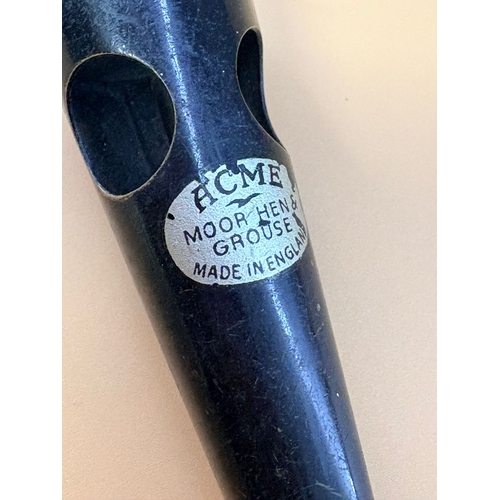 ACME
MOOR HEN &
GROUSE
MADE IN ENGLAND